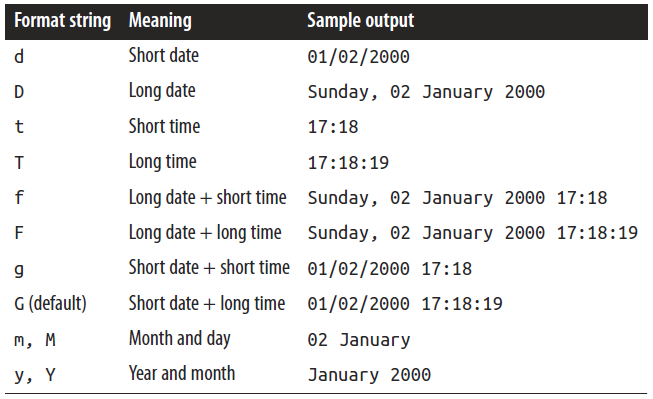 Format string Meaning Sample output
d Short date 01/02/2000
D Long date Sunday, 02 January 2000
t Short time 17:18
T Long time 17:18:19
f Long date + short time Sunday, 02 January 2000 17:18
F Long date + long time Sunday, 02 January 2000 17:18:19
g Short date + short time 01/02/2000 17:18
G (default) Short date + long time 01/02/2000 17:18:19
m, M Month and day 02 January
y, Y Year and month January 2000